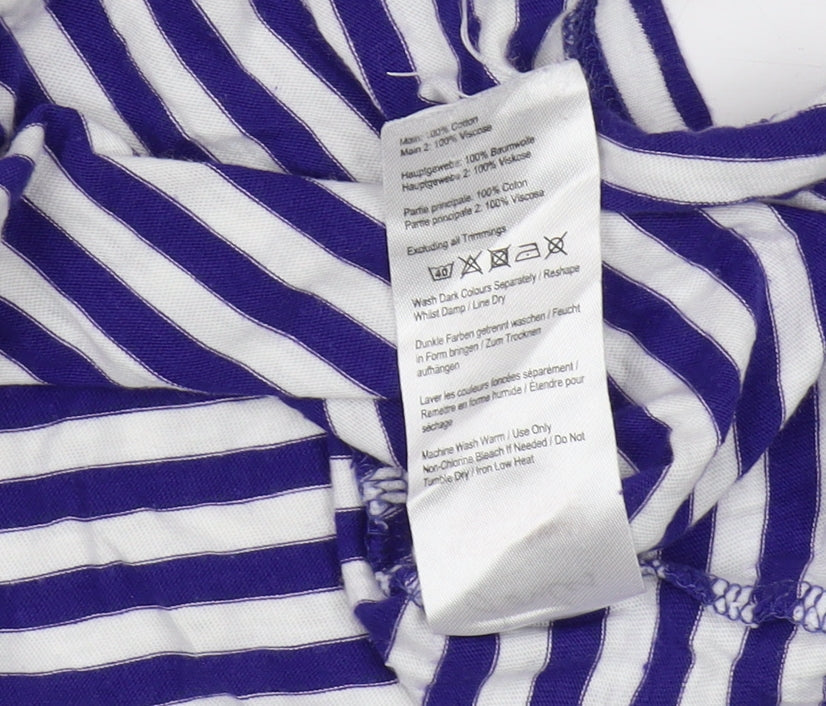 Main: 100% Cotton
Main 2: 100% Viscose
Hauptgewebe: 100% Baumwolle
Hauptgewebe 2: 100% Viskose
Partie principale: 100% Coton
Partie principale 2: 100% Viscose
Excluding all Trimmings
40
Wash Dark Colours Separately / Reshape
Whilst Damp / Line Dry
Dunkle Farben getrennt waschen / Feucht
in Form bringen / Zum Trocknen
aufhängen
Laver les couleurs foncées séparément /
Remettre en forme humide / Étendre pour
séchage
Machine Wash Warm / Use Only
Non-Chlorine Bleach If Needed / Do Not
Tumble Dry / Iron Low Heat